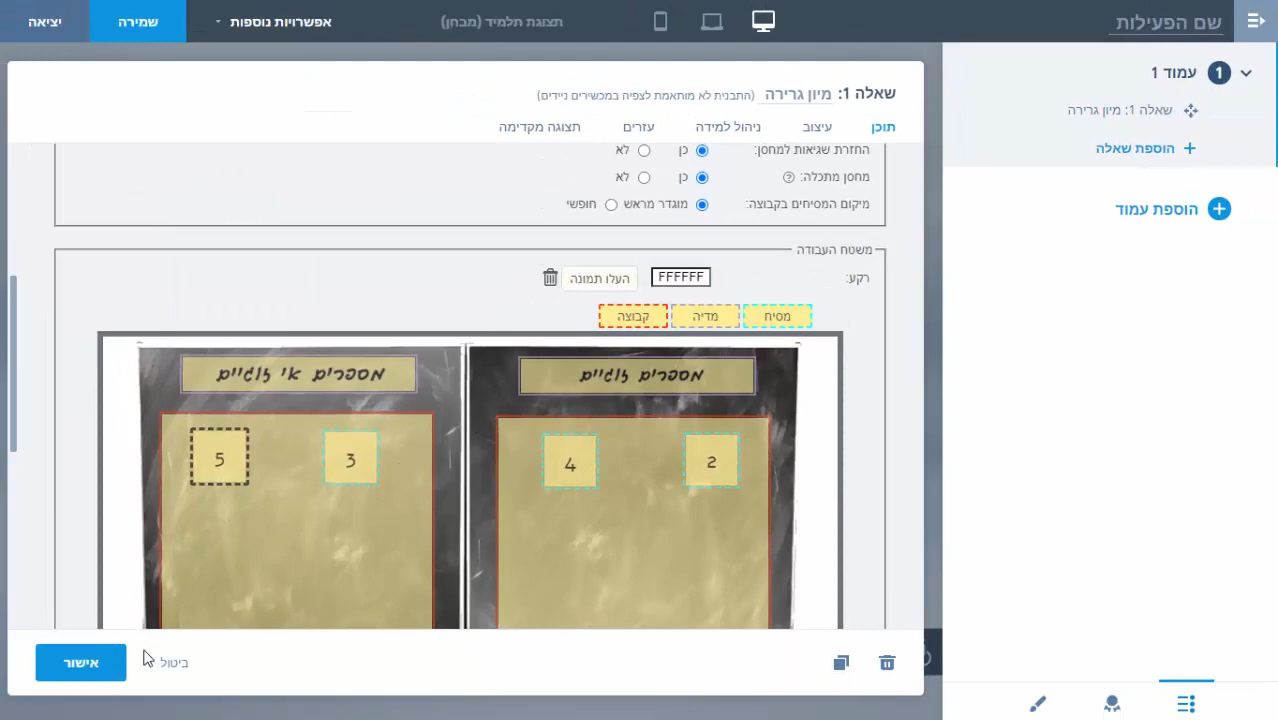 שם הפעילות
תצוגת תלמיד (מבחן)
אפשרויות נוספות
שמירה
יציאה
1 עמוד 1
שאלה 1: מיון גרירה
הוספת שאלה
הוספת עמוד
שאלה 1: מיון גרירה (התבנית לא מותאמת לצפיה במכשירים ניידים)
תוכן עיצוב ניהול למידה עזרים תצוגה מקדימה
החזרת שגיאות למחסן: כן לא
מחסן מתכלה: כן לא
מיקום המסיחים בקבוצה: מוגדר מראש חופשי
משטח העבודה
רקע: FFFFFF העלו תמונה
מסיח מדיה קבוצה
מספרים זוגיים מספרים אי זוגיים
2 4 3 5
ביטול אישור